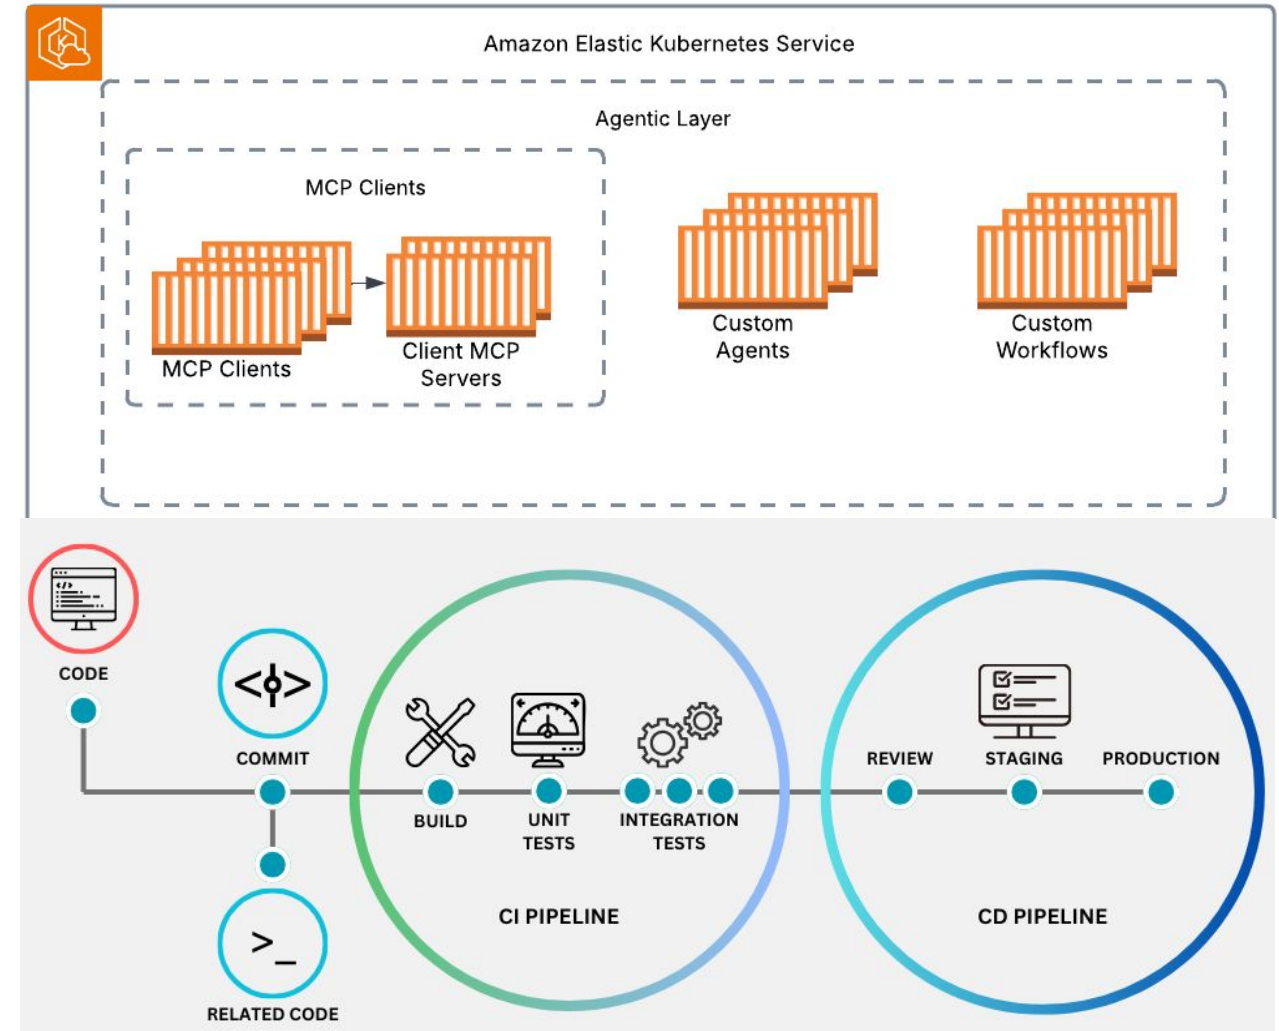 Amazon Elastic Kubernetes Service
Agentic Layer
MCP Clients
MCP Clients
Client MCP
Servers
Custom
Agents
Custom
Workflows
CODE
COMMIT
RELATED CODE
BUILD
UNIT
TESTS
INTEGRATION
TESTS
CI PIPELINE
REVIEW
STAGING
PRODUCTION
CD PIPELINE